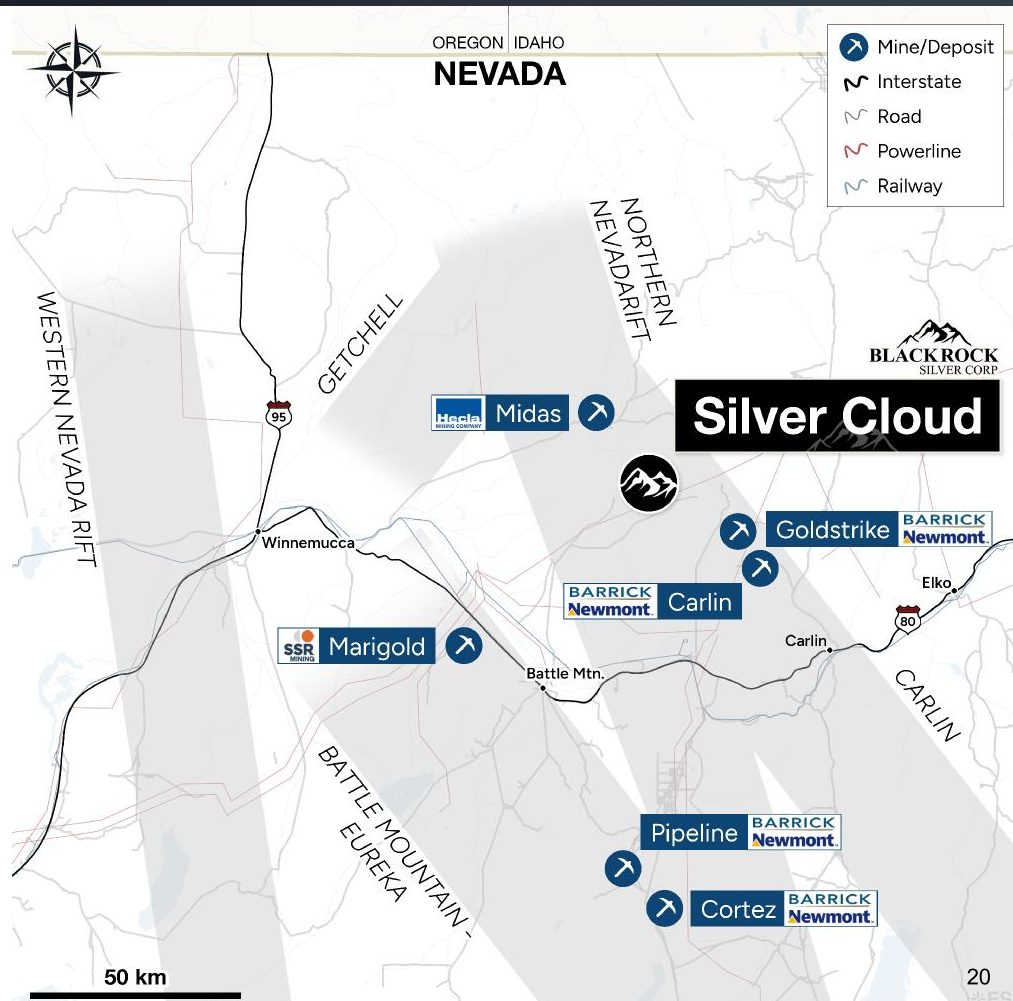 OREGON IDAHO
NEVADA
Mine/Deposit
Interstate
Road
Powerline
Railway
NORTHERN
NEVADARIFT
WESTERN NEVADA RIFT
GETCHELL
BLACKROCK
SILVER CORP
Silver Cloud
95
Hecla
MINING COMPANY
Midas
Winnemucca
Goldstrike
BARRICK
Newmont
BARRICK
Newmont
Carlin
Elko
80
SSR
MINING
Marigold
Carlin
Battle Mtn.
CARLIN
BATTLE MOUNTAIN -
EUREKA
Pipeline
BARRICK
Newmont
Cortez
BARRICK
Newmont
50 km
20